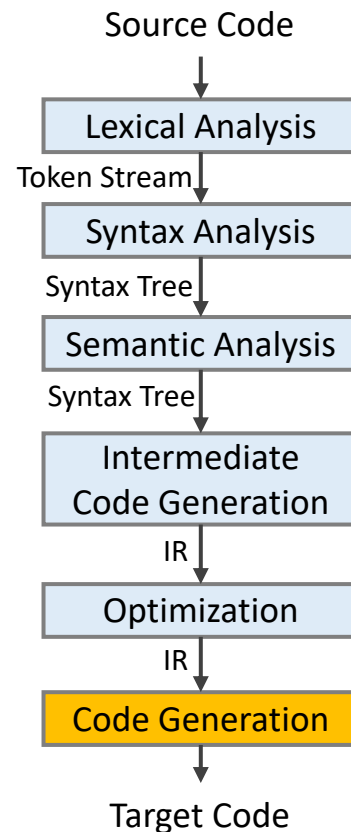 Source Code
Lexical Analysis
Token Stream
Syntax Analysis
Syntax Tree
Semantic Analysis
Syntax Tree
Intermediate
Code Generation
IR
Optimization
IR
Code Generation
Target Code